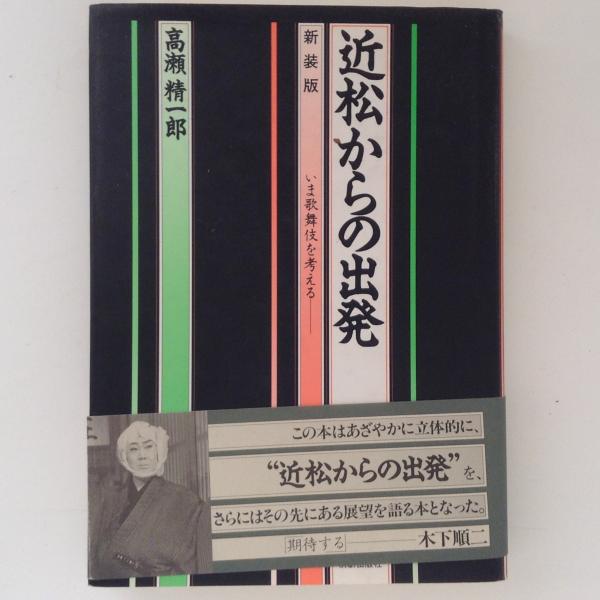 近松からの出発
新装版
いま歌舞伎を考える——
高瀬精一郎
この本はあざやかに立体的に、
“近松からの出発”を、
さらにはその先にある展望を語る本となった。
[期待する]——木下順二
出版社